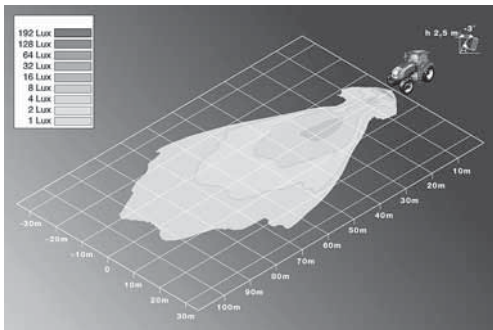 192 Lux
128 Lux
64 Lux
32 Lux
16 Lux
8 Lux
4 Lux
2 Lux
1 Lux
h 2,5 m
-3°
10m
20m
30m
40m
50m
60m
70m
80m
90m
100m
-30m
-20m
-10m
0
10m
20m
30m